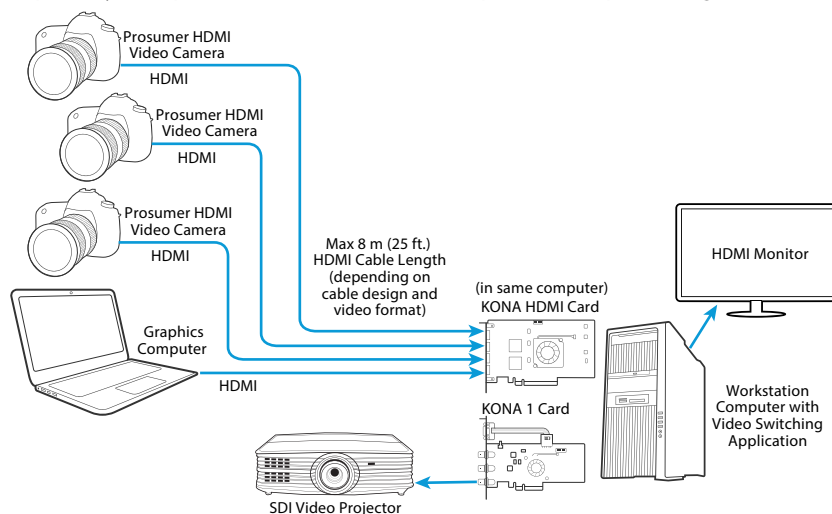 Prosumer HDMI
Video Camera
HDMI
Prosumer HDMI
Video Camera
HDMI
Prosumer HDMI
Video Camera
HDMI
Graphics
Computer
HDMI
Max 8 m (25 ft.)
HDMI Cable Length
(depending on
cable design and
video format)
(in same computer)
KONA HDMI Card
HDMI Monitor
KONA 1 Card
Workstation
Computer with
Video Switching
Application
SDI Video Projector